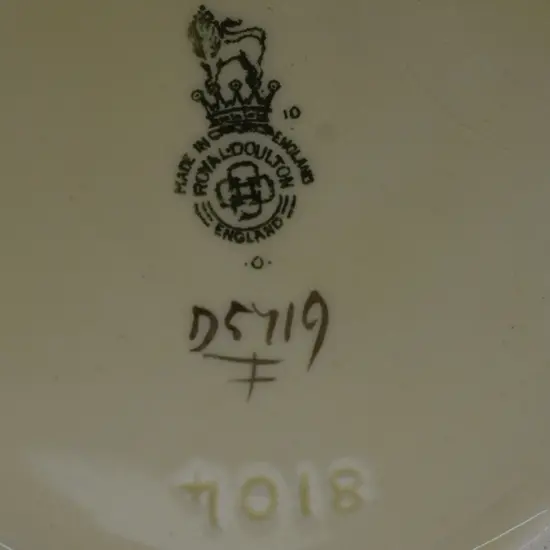 10
MADE IN ENGLAND
ROYAL·DOULTON
ENGLAND
·O·
D5719
7018